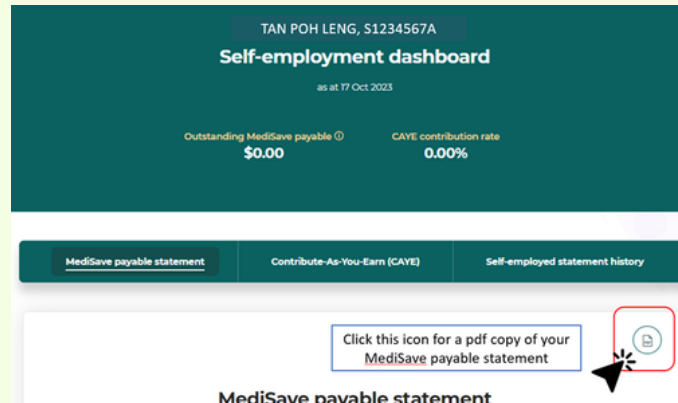 TAN POH LENG, S1234567A
Self-employment dashboard
as at 17 Oct 2023
Outstanding MediSave payable ⓘ CAYE contribution rate
$0.00 0.00%
MediSave payable statement Contribute-As-You-Earn (CAYE) Self-employed statement history
Click this icon for a pdf copy of your
MediSave payable statement
MediSave payable statement